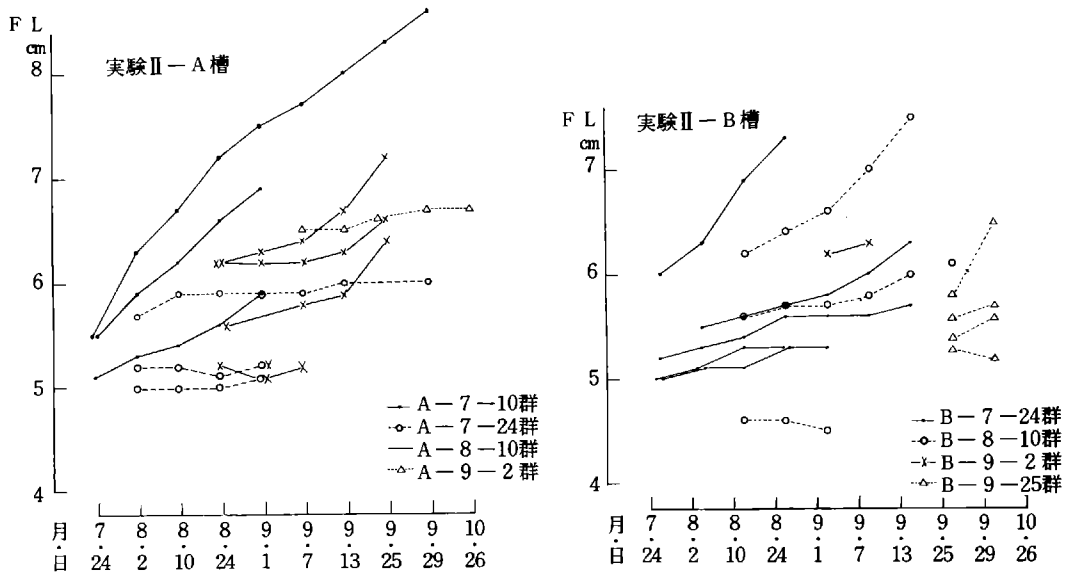 F L
cm
実験Ⅱ－A槽
8
7
6
5
4
A－7－10群
A－7－24群
A－8－10群
A－9－2群
月・日
7・24
8・2
8・10
8・24
9・1
9・7
9・13
9・25
9・29
10・26
F L
cm
実験Ⅱ－B槽
7
6
5
4
B－7－24群
B－8－10群
B－9－2群
B－9－25群
月・日
7・24
8・2
8・10
8・24
9・1
9・7
9・13
9・25
9・29
10・26